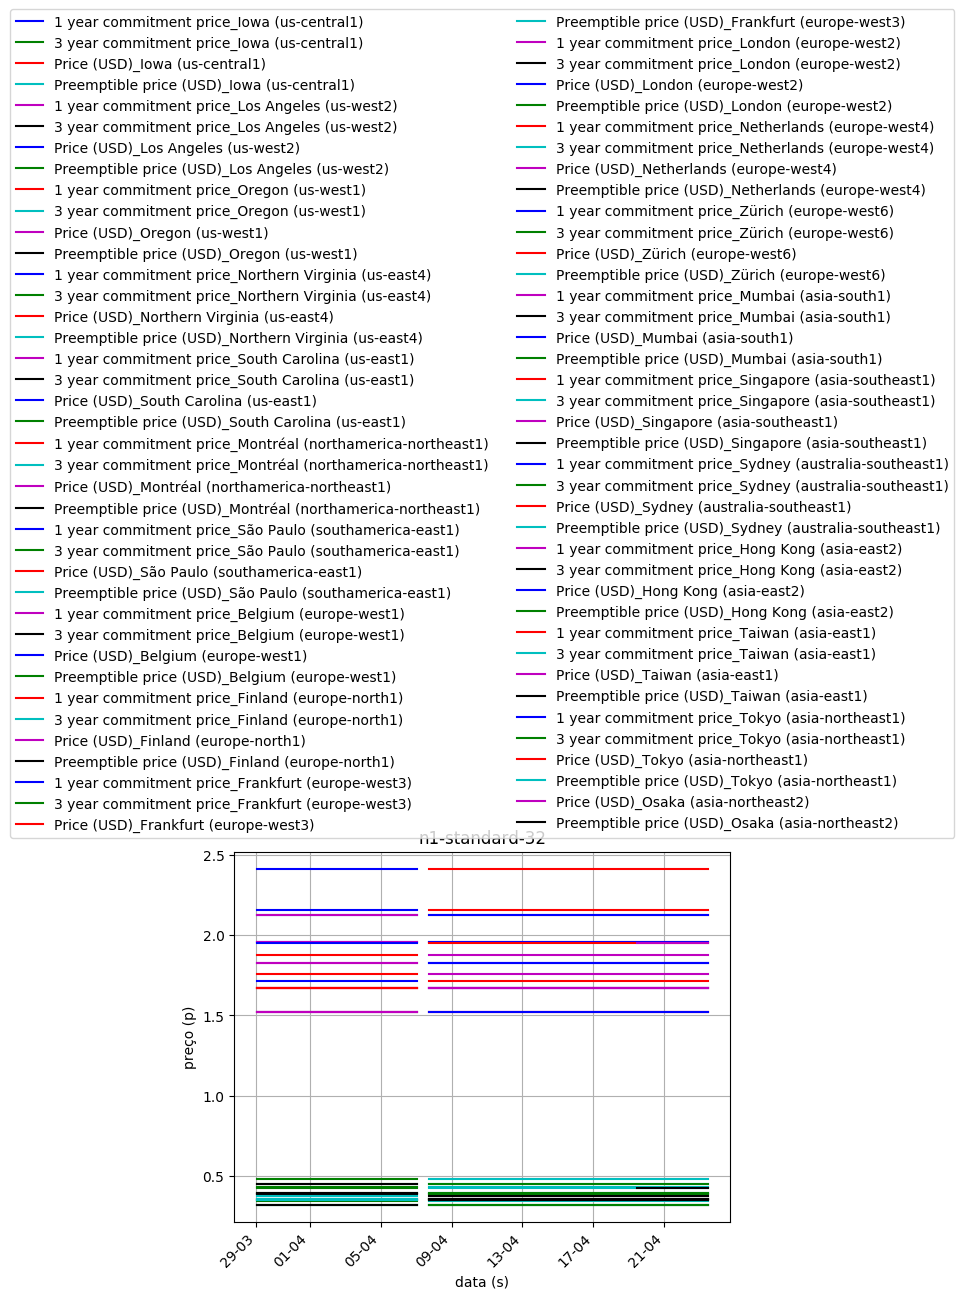 1 year commitment price_Iowa (us-central1)
3 year commitment price_Iowa (us-central1)
Price (USD)_Iowa (us-central1)
Preemptible price (USD)_Iowa (us-central1)
1 year commitment price_Los Angeles (us-west2)
3 year commitment price_Los Angeles (us-west2)
Price (USD)_Los Angeles (us-west2)
Preemptible price (USD)_Los Angeles (us-west2)
1 year commitment price_Oregon (us-west1)
3 year commitment price_Oregon (us-west1)
Price (USD)_Oregon (us-west1)
Preemptible price (USD)_Oregon (us-west1)
1 year commitment price_Northern Virginia (us-east4)
3 year commitment price_Northern Virginia (us-east4)
Price (USD)_Northern Virginia (us-east4)
Preemptible price (USD)_Northern Virginia (us-east4)
1 year commitment price_South Carolina (us-east1)
3 year commitment price_South Carolina (us-east1)
Price (USD)_South Carolina (us-east1)
Preemptible price (USD)_South Carolina (us-east1)
1 year commitment price_Montréal (northamerica-northeast1)
3 year commitment price_Montréal (northamerica-northeast1)
Price (USD)_Montréal (northamerica-northeast1)
Preemptible price (USD)_Montréal (northamerica-northeast1)
1 year commitment price_São Paulo (southamerica-east1)
3 year commitment price_São Paulo (southamerica-east1)
Price (USD)_São Paulo (southamerica-east1)
Preemptible price (USD)_São Paulo (southamerica-east1)
1 year commitment price_Belgium (europe-west1)
3 year commitment price_Belgium (europe-west1)
Price (USD)_Belgium (europe-west1)
Preemptible price (USD)_Belgium (europe-west1)
1 year commitment price_Finland (europe-north1)
3 year commitment price_Finland (europe-north1)
Price (USD)_Finland (europe-north1)
Preemptible price (USD)_Finland (europe-north1)
1 year commitment price_Frankfurt (europe-west3)
3 year commitment price_Frankfurt (europe-west3)
Price (USD)_Frankfurt (europe-west3)
Preemptible price (USD)_Frankfurt (europe-west3)
1 year commitment price_London (europe-west2)
3 year commitment price_London (europe-west2)
Price (USD)_London (europe-west2)
Preemptible price (USD)_London (europe-west2)
1 year commitment price_Netherlands (europe-west4)
3 year commitment price_Netherlands (europe-west4)
Price (USD)_Netherlands (europe-west4)
Preemptible price (USD)_Netherlands (europe-west4)
1 year commitment price_Zürich (europe-west6)
3 year commitment price_Zürich (europe-west6)
Price (USD)_Zürich (europe-west6)
Preemptible price (USD)_Zürich (europe-west6)
1 year commitment price_Mumbai (asia-south1)
3 year commitment price_Mumbai (asia-south1)
Price (USD)_Mumbai (asia-south1)
Preemptible price (USD)_Mumbai (asia-south1)
1 year commitment price_Singapore (asia-southeast1)
3 year commitment price_Singapore (asia-southeast1)
Price (USD)_Singapore (asia-southeast1)
Preemptible price (USD)_Singapore (asia-southeast1)
1 year commitment price_Sydney (australia-southeast1)
3 year commitment price_Sydney (australia-southeast1)
Price (USD)_Sydney (australia-southeast1)
Preemptible price (USD)_Sydney (australia-southeast1)
1 year commitment price_Hong Kong (asia-east2)
3 year commitment price_Hong Kong (asia-east2)
Price (USD)_Hong Kong (asia-east2)
Preemptible price (USD)_Hong Kong (asia-east2)
1 year commitment price_Taiwan (asia-east1)
3 year commitment price_Taiwan (asia-east1)
Price (USD)_Taiwan (asia-east1)
Preemptible price (USD)_Taiwan (asia-east1)
1 year commitment price_Tokyo (asia-northeast1)
3 year commitment price_Tokyo (asia-northeast1)
Price (USD)_Tokyo (asia-northeast1)
Preemptible price (USD)_Tokyo (asia-northeast1)
Price (USD)_Osaka (asia-northeast2)
Preemptible price (USD)_Osaka (asia-northeast2)
n1-standard-32
2.5
2.0
1.5
1.0
0.5
preço (p)
29-03
01-04
05-04
09-04
13-04
17-04
21-04
data (s)